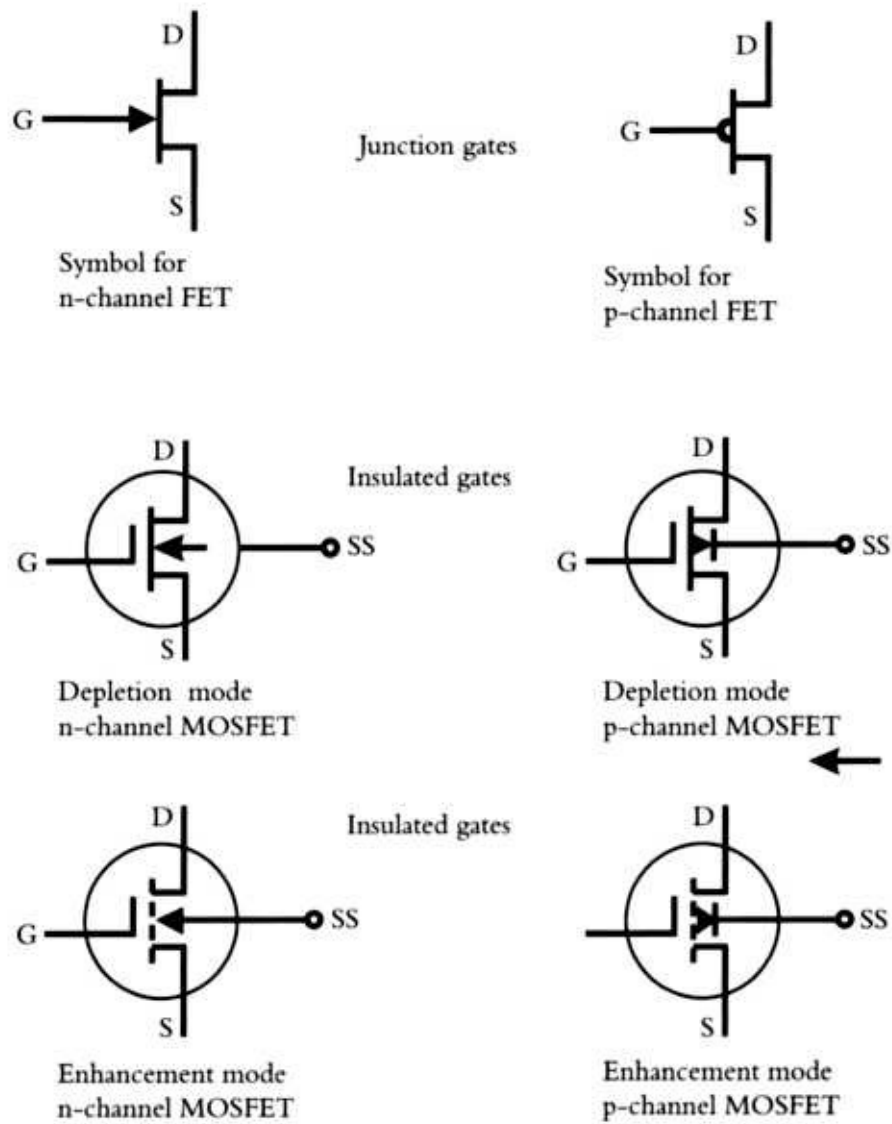 D
D
G
Junction gates
G
S
S
Symbol for
n-channel FET
Symbol for
p-channel FET
D
Insulated gates
D
G
SS
G
SS
S
S
Depletion mode
n-channel MOSFET
Depletion mode
p-channel MOSFET
D
Insulated gates
D
G
SS
SS
S
S
Enhancement mode
n-channel MOSFET
Enhancement mode
p-channel MOSFET